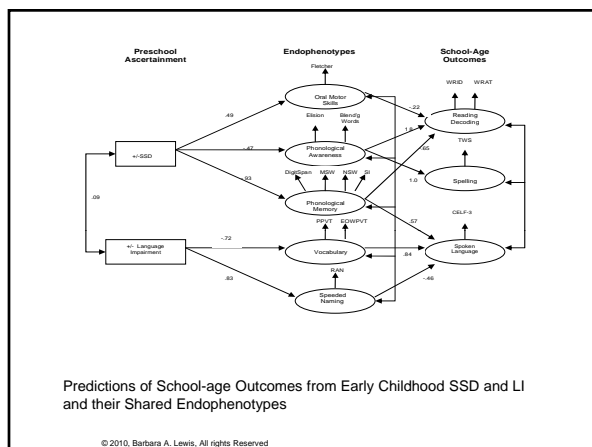 Preschool Ascertainment
Endophenotypes
School-Age Outcomes
Fletcher
Oral Motor Skills
WRID WRAT
Reading Decoding
.49
-.22
Elision
Blend'g Words
1.8
+/-SSD
-.47
Phonological Awareness
.65
TWS
.93
DigitSpan MSW NSW SI
1.0
Spelling
Phonological Memory
.09
.57
CELF-3
PPVT EOWPVT
+/- Language Impairment
-.72
Vocabulary
.84
Spoken Language
RAN
.83
-.46
Speeded Naming
Predictions of School-age Outcomes from Early Childhood SSD and LI
and their Shared Endophenotypes
© 2010, Barbara A. Lewis, All rights Reserved